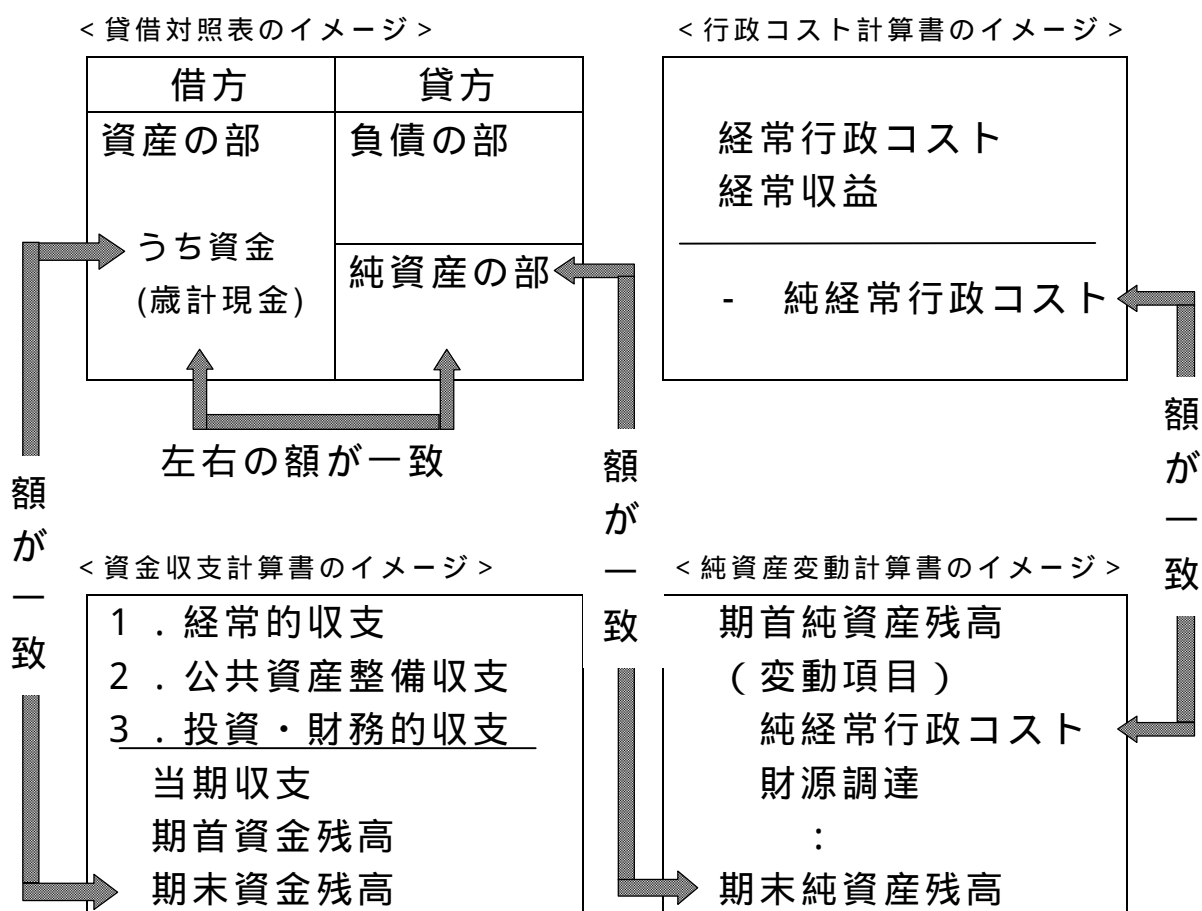 <貸借対照表のイメージ>
借方 貸方
資産の部 負債の部
うち資金
(歳計現金)
純資産の部
左右の額が一致
<行政コスト計算書のイメージ>
経常行政コスト
経常収益
- 純経常行政コスト
額が一致
額が一致
額が一致
<資金収支計算書のイメージ>
1.経常的収支
2.公共資産整備収支
3.投資・財務的収支
当期収支
期首資金残高
期末資金残高
<純資産変動計算書のイメージ>
期首純資産残高
(変動項目)
純経常行政コスト
財源調達
:
期末純資産残高